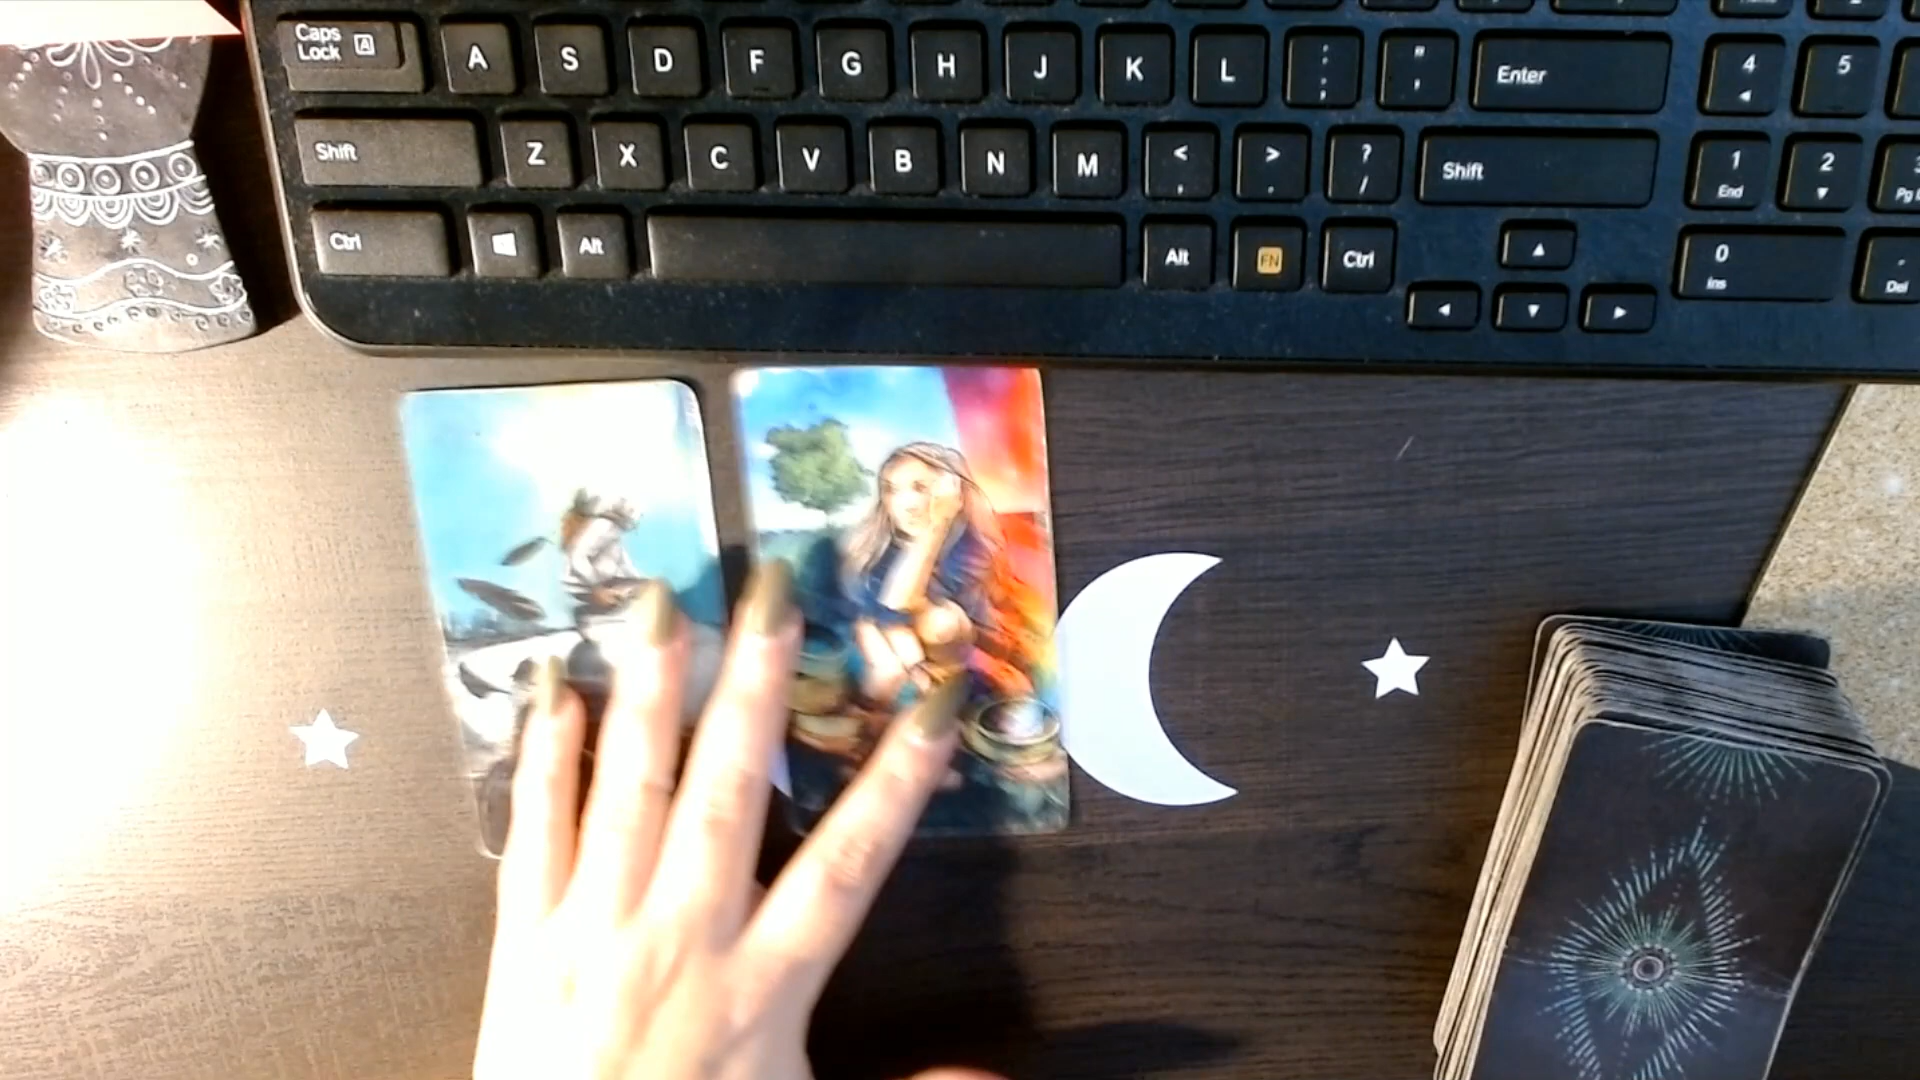 Caps
Lock A
A S D F G H J K L : ; " ' Enter
4 5
Shift Z X C V B N M < , > . ? / Shift
1 2
End
Ctrl Alt Alt FN Ctrl
0
Ins
- Del